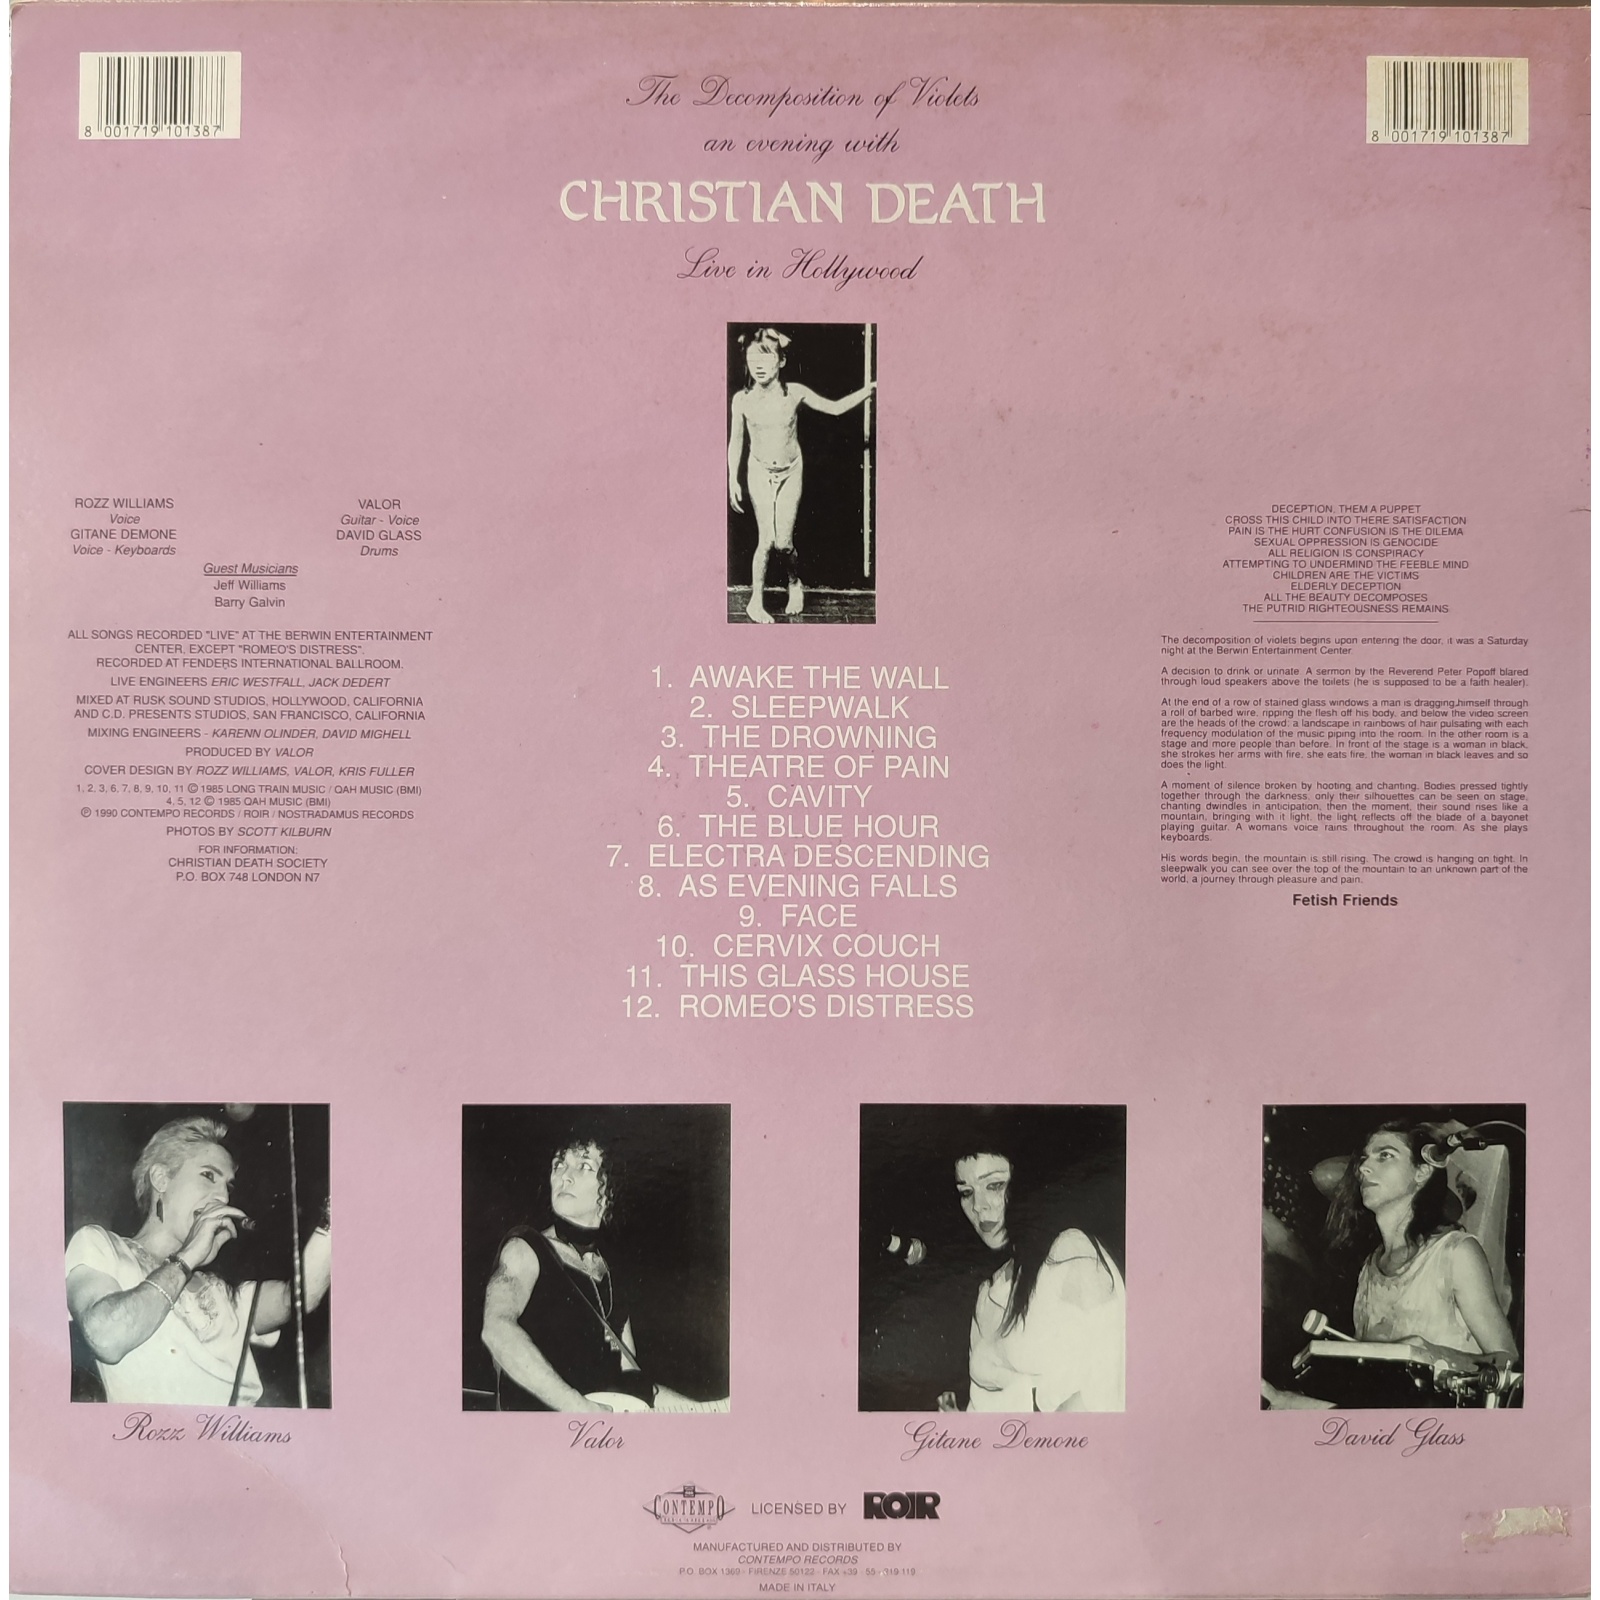 8 001719 101387
8 001719 101387
The Decomposition of Violets
an evening with
CHRISTIAN DEATH
Live in Hollywood
ROZZ WILLIAMS
Voice
GITANE DEMONE
Voice - Keyboards
VALOR
Guitar - Voice
DAVID GLASS
Drums
Guest Musicians
Jeff Williams
Barry Galvin
ALL SONGS RECORDED "LIVE" AT THE BERWIN ENTERTAINMENT
CENTER, EXCEPT "ROMEO'S DISTRESS".
RECORDED AT FENDERS INTERNATIONAL BALLROOM.
LIVE ENGINEERS ERIC WESTFALL, JACK DEDERT
MIXED AT RUSK SOUND STUDIOS, HOLLYWOOD, CALIFORNIA
AND C.D. PRESENTS STUDIOS, SAN FRANCISCO, CALIFORNIA
MIXING ENGINEERS - KARENN OLINDER, DAVID MIGHELL
PRODUCED BY VALOR
COVER DESIGN BY ROZZ WILLIAMS, VALOR, KRIS FULLER
1, 2, 3, 6, 7, 8, 9, 10, 11 © 1985 LONG TRAIN MUSIC / QAH MUSIC (BMI)
4, 5, 12 © 1985 QAH MUSIC (BMI)
℗ 1990 CONTEMPO RECORDS / ROIR / NOSTRADAMUS RECORDS
PHOTOS BY SCOTT KILBURN
FOR INFORMATION:
CHRISTIAN DEATH SOCIETY
P.O. BOX 748 LONDON N7
1. AWAKE THE WALL
2. SLEEPWALK
3. THE DROWNING
4. THEATRE OF PAIN
5. CAVITY
6. THE BLUE HOUR
7. ELECTRA DESCENDING
8. AS EVENING FALLS
9. FACE
10. CERVIX COUCH
11. THIS GLASS HOUSE
12. ROMEO'S DISTRESS
DECEPTION, THEM A PUPPET
CROSS THIS CHILD INTO THERE SATISFACTION
PAIN IS THE HURT CONFUSION IS THE DILEMA
SEXUAL OPPRESSION IS GENOCIDE
ALL RELIGION IS CONSPIRACY
ATTEMPTING TO UNDERMIND THE FEEBLE MIND
CHILDREN ARE THE VICTIMS
ELDERLY DECEPTION
ALL THE BEAUTY DECOMPOSES
THE PUTRID RIGHTEOUSNESS REMAINS
The decomposition of violets begins upon entering the door, it was a Saturday
night at the Berwin Entertainment Center.
A decision to drink or urinate. A sermon by the Reverend Peter Popoff blared
through loud speakers above the toilets (he is supposed to be a faith healer).
At the end of a row of stained glass windows a man is dragging himself through
a roll of barbed wire, ripping the flesh off his body, and below the video screen
are the heads of the crowd: a landscape in rainbows of hair pulsating with each
frequency modulation of the music piping into the room. In the other room is a
stage and more people than before. In front of the stage is a woman in black,
she strokes her arms with fire, she eats fire, the woman in black leaves and so
does the light.
A moment of silence broken by hooting and chanting. Bodies pressed tightly
together through the darkness, only their silhouettes can be seen on stage,
chanting dwindles in anticipation, then the moment, their sound rises like a
mountain, bringing with it light, the light reflects off the blade of a bayonet
playing guitar. A womans voice rains throughout the room. As she plays
keyboards.
His words begin, the mountain is still rising. The crowd is hanging on tight. In
sleepwalk you can see over the top of the mountain to an unknown part of the
world, a journey through pleasure and pain.
Fetish Friends
Rozz Williams
Valor
Gitane Demone
David Glass
CONTEMPO
LICENSED BY
ROIR
MANUFACTURED AND DISTRIBUTED BY
CONTEMPO RECORDS
P.O. BOX 1369 - FIRENZE 50122 - FAX +39 - 55 - 319 119
MADE IN ITALY